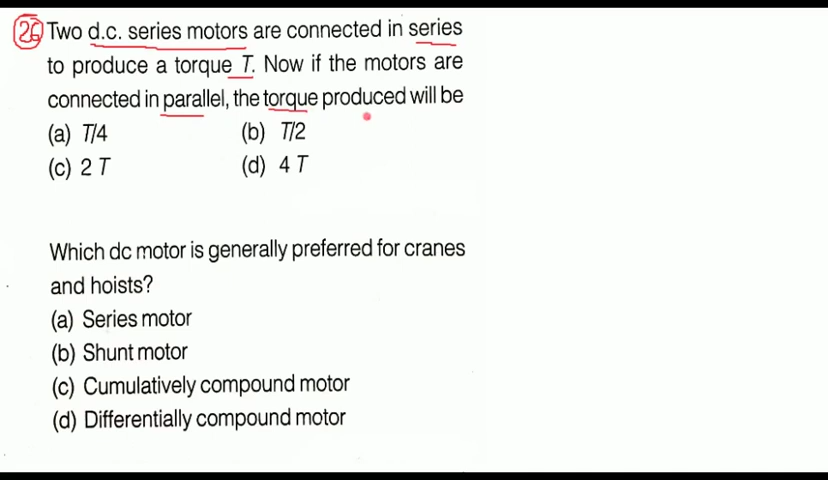 26 Two d.c. series motors are connected in series
to produce a torque T. Now if the motors are
connected in parallel, the torque produced will be
(a) T/4 (b) T/2
(c) 2 T (d) 4 T
Which dc motor is generally preferred for cranes
and hoists?
(a) Series motor
(b) Shunt motor
(c) Cumulatively compound motor
(d) Differentially compound motor